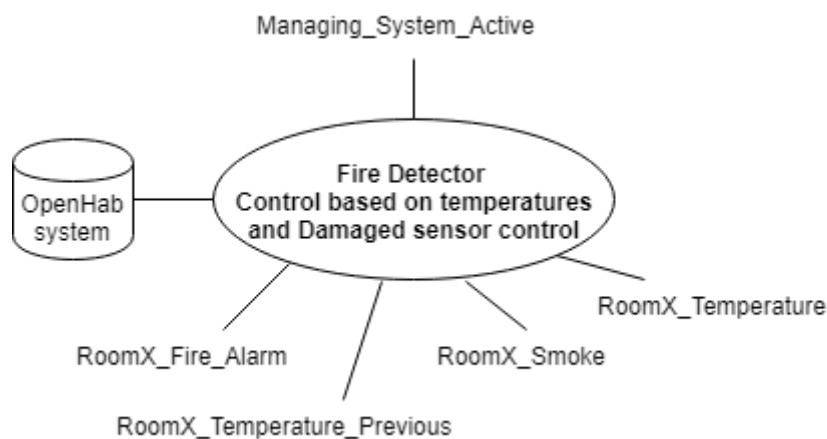 Managing_System_Active
OpenHab
system
Fire Detector
Control based on temperatures
and Damaged sensor control
RoomX_Temperature
RoomX_Fire_Alarm
RoomX_Smoke
RoomX_Temperature_Previous